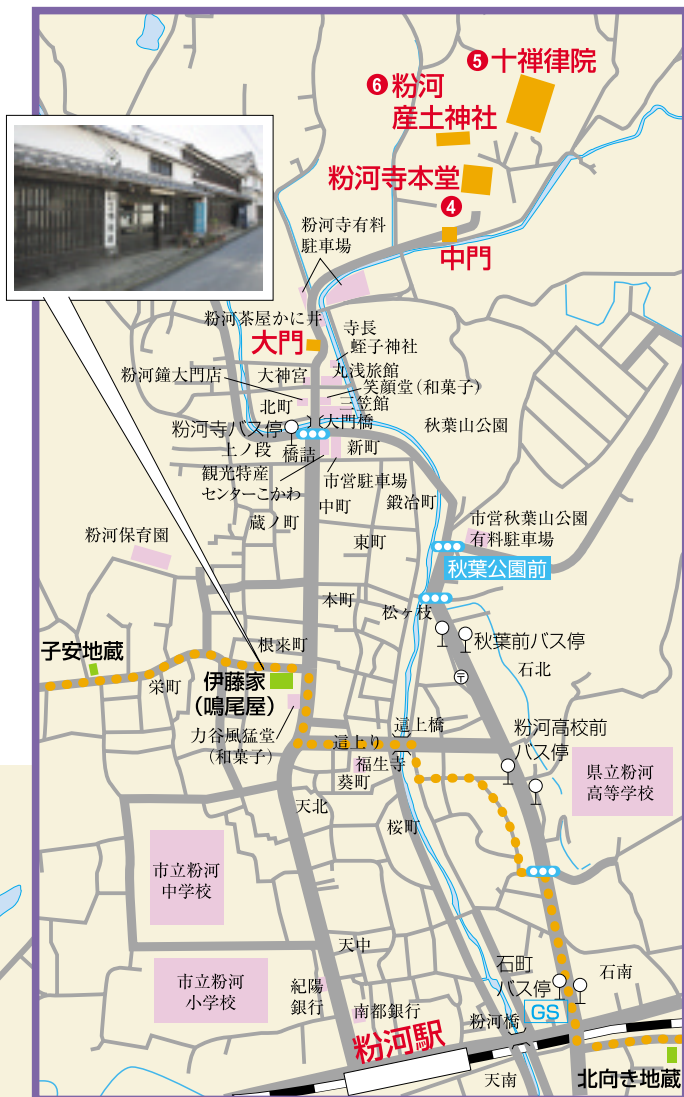 ❺十禅律院
❻粉河
産土神社
粉河寺本堂
❹
中門
粉河寺有料
駐車場
粉河茶屋かに井
大門
寺長
蛭子神社
粉河鐘大門店
大神宮
丸浅旅館
笑顔堂(和菓子)
北町
三笠館
粉河寺バス停
大門橋
秋葉山公園
上ノ段
橋詰
新町
観光特産
センターこかわ
市営駐車場
中町
鍛冶町
蔵ノ町
粉河保育園
東町
市営秋葉山公園
有料駐車場
秋葉公園前
本町
松ヶ枝
子安地蔵
根来町
秋葉前バス停
栄町
伊藤家
(鳴尾屋)
〒
石北
力谷風猛堂
(和菓子)
這上橋
這上り
粉河高校前
バス停
福生寺
葵町
県立粉河
高等学校
天北
桜町
市立粉河
中学校
天中
石町
バス停
石南
市立粉河
小学校
紀陽
銀行
南都銀行
GS
粉河橋
粉河駅
天南
北向き地蔵